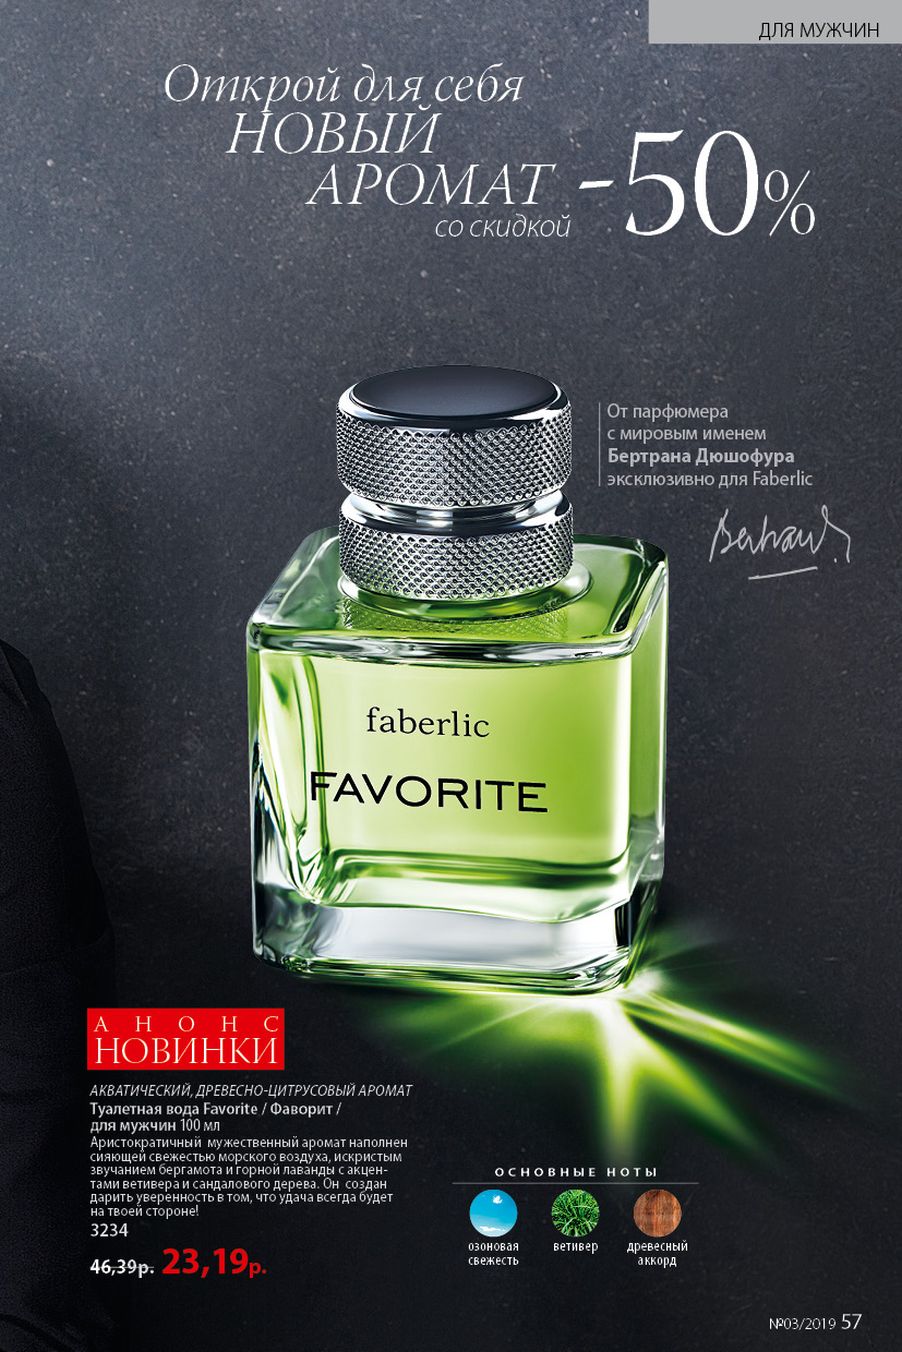 ДЛЯ МУЖЧИН
Открой для себя
НОВЫЙ
АРОМАТ
со скидкой
-50%
От парфюмера
с мировым именем
Бертрана Дюшофура
эксклюзивно для Faberlic
faberlic
FAVORITE
АНОНС
НОВИНКИ
АКВАТИЧЕСКИЙ, ДРЕВЕСНО-ЦИТРУСОВЫЙ АРОМАТ
Туалетная вода Favorite / Фаворит /
для мужчин 100 мл
Аристократичный мужественный аромат наполнен
сияющей свежестью морского воздуха, искристым
звучанием бергамота и горной лаванды с акцен-
тами ветивера и сандалового дерева. Он создан
дарить уверенность в том, что удача всегда будет
на твоей стороне!
3234
46,39р. 23,19р.
ОСНОВНЫЕ НОТЫ
озоновая
свежесть
ветивер
древесный
аккорд
№03/2019 57